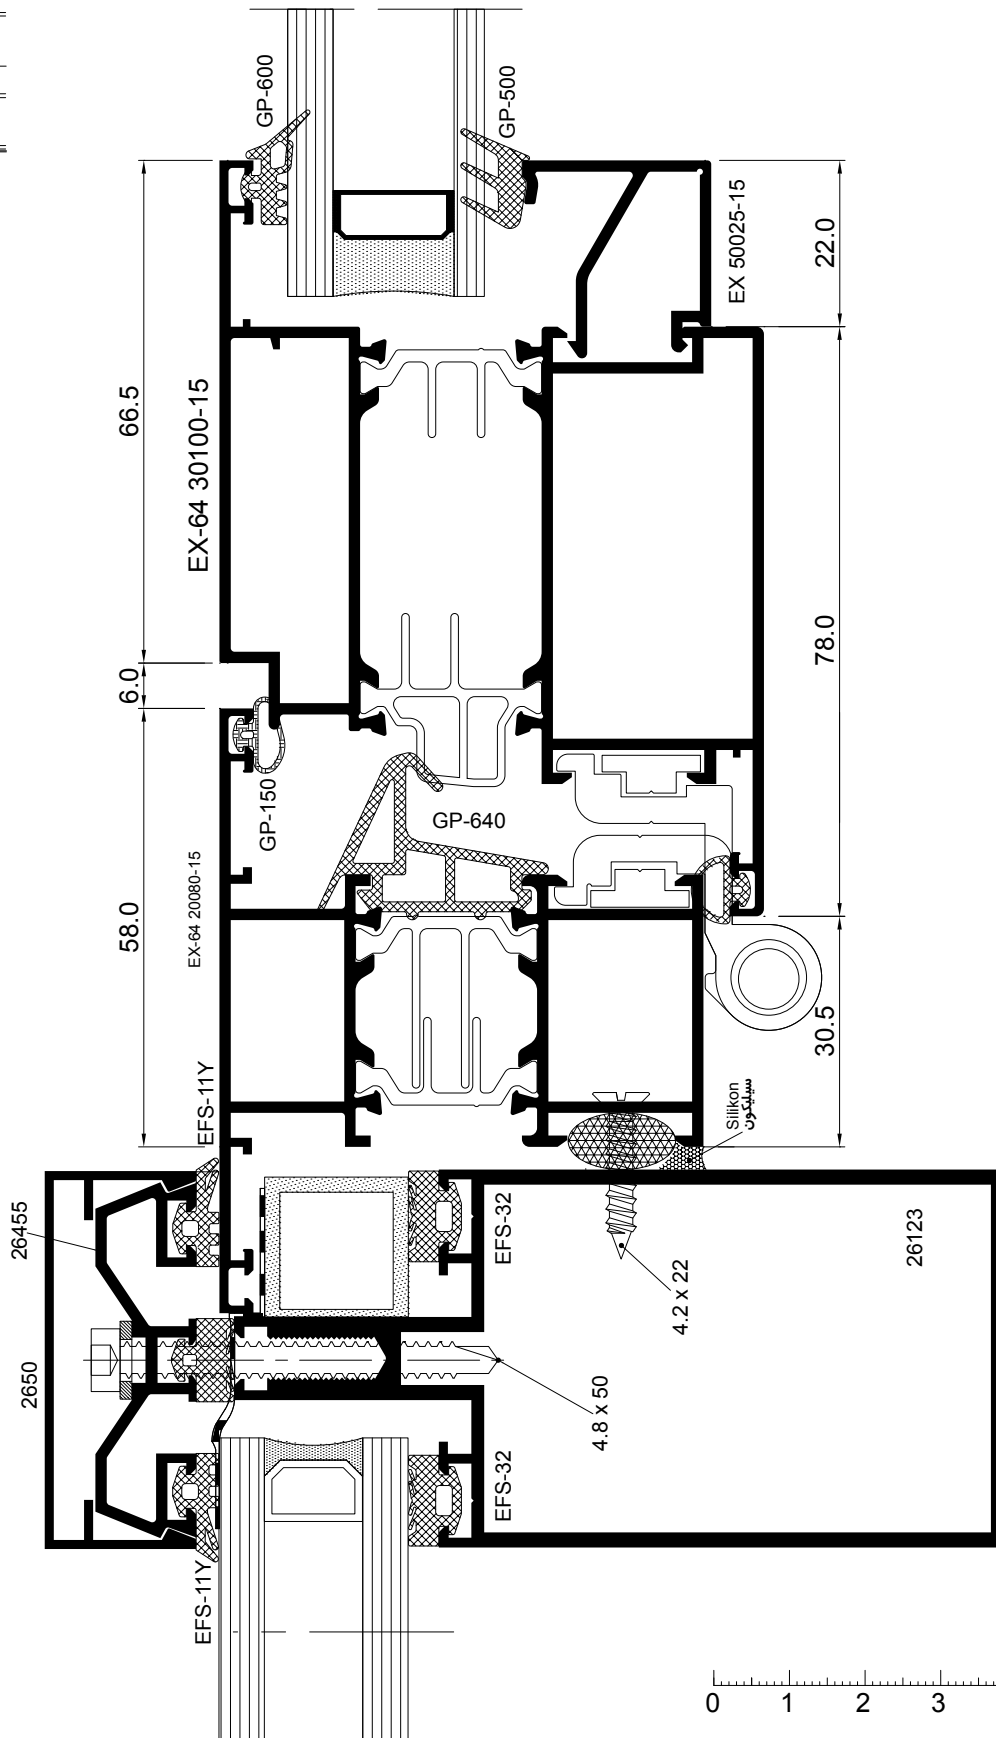 GP-600
GP-500
EX 50025-15
22.0
66.5
EX-64 30100-15
78.0
6.0
GP-150
GP-640
58.0
EX-64 20080-15
30.5
EFS-11Y
Silikon
سيليكون
26455
EFS-32
26123
4.2 x 22
2650
4.8 x 50
EFS-32
EFS-11Y
0 1 2 3